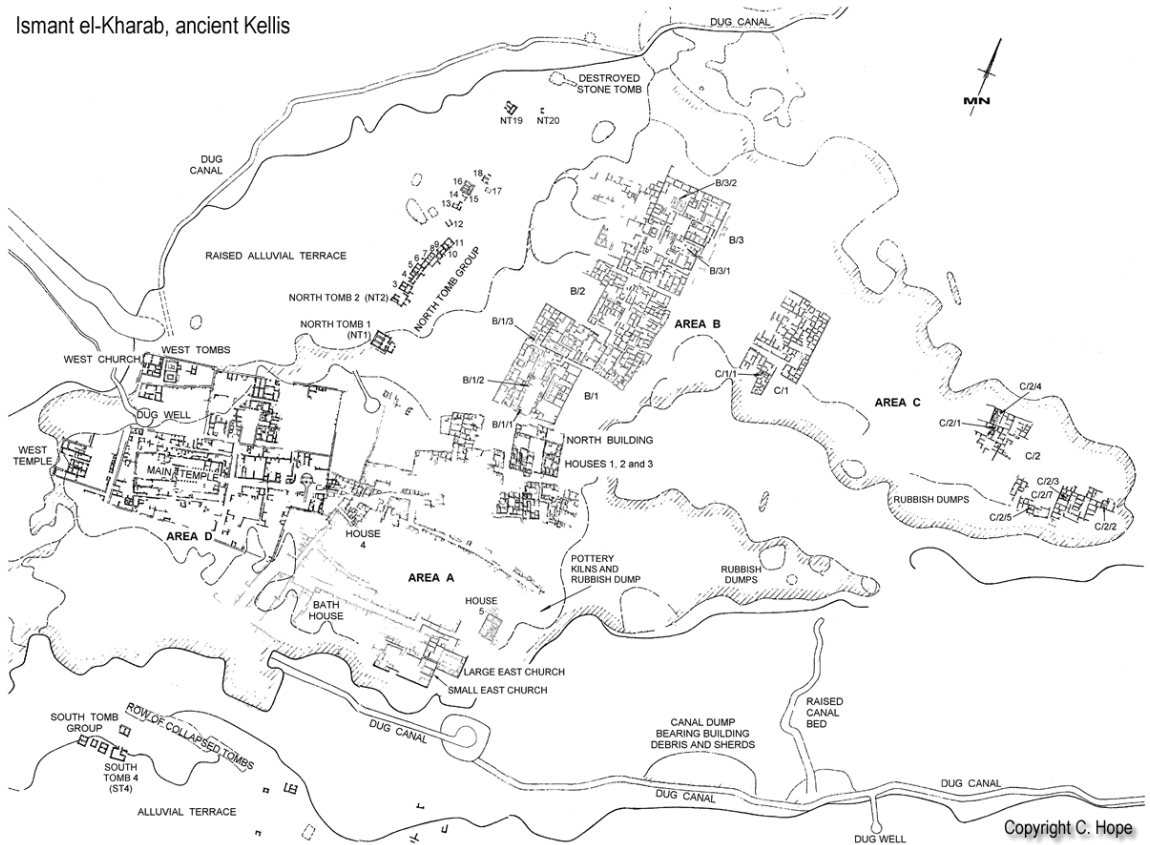 Ismant el-Kharab, ancient Kellis
DUG CANAL
MN
DESTROYED
STONE TOMB
NT19
NT20
DUG
CANAL
18
16
17
14
15
13
12
11
10
9
8
7
6
5
4
3
NORTH TOMB GROUP
RAISED ALLUVIAL TERRACE
NORTH TOMB 2 (NT2)
NORTH TOMB 1
(NT1)
B/3/2
B/3
B/3/1
B/2
B/1/3
AREA B
B/1/2
B/1
B/1/1
C/1/1
C/1
AREA C
C/2/4
C/2/1
C/2
C/2/3
C/2/7
C/2/5
C/2/2
RUBBISH DUMPS
WEST CHURCH
WEST TOMBS
DUG WELL
WEST
TEMPLE
MAIN TEMPLE
NORTH BUILDING
HOUSES 1, 2 and 3
AREA D
HOUSE
4
AREA A
POTTERY
KILNS AND
RUBBISH DUMP
RUBBISH
DUMPS
BATH
HOUSE
HOUSE
5
LARGE EAST CHURCH
SMALL EAST CHURCH
SOUTH TOMB
GROUP
ROW OF COLLAPSED TOMBS
SOUTH
TOMB 4
(ST4)
ALLUVIAL TERRACE
DUG CANAL
CANAL DUMP
BEARING BUILDING
DEBRIS AND SHERDS
RAISED
CANAL
BED
DUG CANAL
DUG CANAL
DUG WELL
Copyright C. Hope